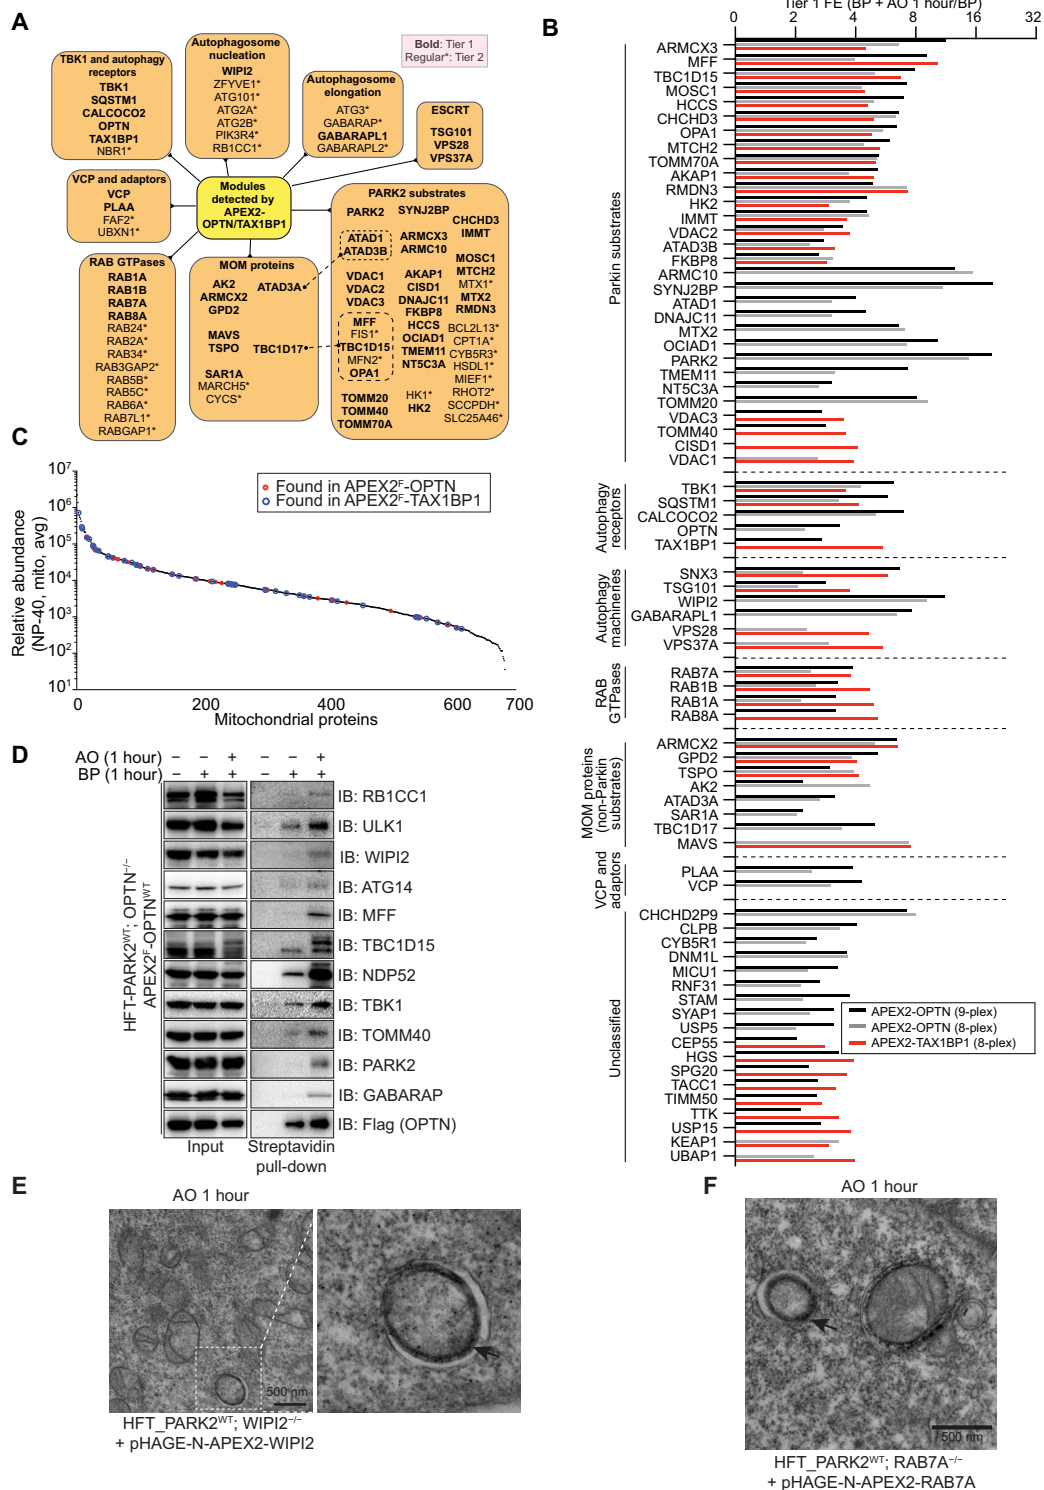 A
Bold: Tier 1
Regular*: Tier 2
TBK1 and autophagy
receptors
TBK1
SQSTM1
CALCOCO2
OPTN
TAX1BP1
NBR1*
Autophagosome
nucleation
WIPI2
ZFYVE1*
ATG101*
ATG2A*
ATG2B*
PIK3R4*
RB1CC1*
Autophagosome
elongation
ATG3*
GABARAP*
GABARAPL1
GABARAPL2*
ESCRT
TSG101
VPS28
VPS37A
VCP and adaptors
VCP
PLAA
FAF2*
UBXN1*
Modules
detected by
APEX2-
OPTN/TAX1BP1
RAB GTPases
RAB1A
RAB1B
RAB7A
RAB8A
RAB24*
RAB2A*
RAB34*
RAB3GAP2*
RAB5B*
RAB5C*
RAB6A*
RAB7L1*
RABGAP1*
MOM proteins
AK2
ARMCX2
GPD2
ATAD3A
MAVS
TSPO
TBC1D17
SAR1A
MARCH5*
CYCS*
PARK2 substrates
PARK2
ATAD1
ATAD3B
VDAC1
VDAC2
VDAC3
MFF
FIS1*
TBC1D15
MFN2*
OPA1
TOMM20
TOMM40
TOMM70A
SYNJ2BP
ARMCX3
ARMC10
AKAP1
CISD1
DNAJC11
FKBP8
HCCS
OCIAD1
TMEM11
NT5C3A
HK1*
HK2
CHCHD3
IMMT
MOSC1
MTCH2
MTX1*
MTX2
RMDN3
BCL2L13*
CPT1A*
CYB5R3*
HSDL1*
MIEF1*
RHOT2*
SCCPDH*
SLC25A46*
B
Tier 1 FE (BP + AO 1 hour/BP)
0 2 4 8 16 32
Parkin substrates
ARMCX3
MFF
TBC1D15
MOSC1
HCCS
CHCHD3
OPA1
MTCH2
TOMM70A
AKAP1
RMDN3
HK2
IMMT
VDAC2
ATAD3B
FKBP8
ARMC10
SYNJ2BP
ATAD1
DNAJC11
MTX2
OCIAD1
PARK2
TMEM11
NT5C3A
TOMM20
VDAC3
TOMM40
CISD1
VDAC1
Autophagy
receptors
TBK1
SQSTM1
CALCOCO2
OPTN
TAX1BP1
Autophagy
machineries
SNX3
TSG101
WIPI2
GABARAPL1
VPS28
VPS37A
RAB
GTPases
RAB7A
RAB1B
RAB1A
RAB8A
MOM proteins
(non-Parkin
substrates)
ARMCX2
GPD2
TSPO
AK2
ATAD3A
SAR1A
TBC1D17
MAVS
VCP and
adaptors
PLAA
VCP
Unclassified
CHCHD2P9
CLPB
CYB5R1
DNM1L
MICU1
RNF31
STAM
SYAP1
USP5
CEP55
HGS
SPG20
TACC1
TIMM50
TTK
USP15
KEAP1
UBAP1
APEX2-OPTN (9-plex)
APEX2-OPTN (8-plex)
APEX2-TAX1BP1 (8-plex)
C
Relative abundance
(NP-40, mito, avg)
10⁷
10⁶
10⁵
10⁴
10³
10²
10¹
Found in APEX2ᶠ-OPTN
Found in APEX2ᶠ-TAX1BP1
0 200 400 600 700
Mitochondrial proteins
D
AO (1 hour) − − + − − +
BP (1 hour) − + + − + +
HFT-PARK2ᵂᵀ; OPTN⁻/⁻
APEX2ᶠ-OPTNᵂᵀ
IB: RB1CC1
IB: ULK1
IB: WIPI2
IB: ATG14
IB: MFF
IB: TBC1D15
IB: NDP52
IB: TBK1
IB: TOMM40
IB: PARK2
IB: GABARAP
IB: Flag (OPTN)
Input
Streptavidin
pull-down
E
AO 1 hour
500 nm
HFT_PARK2ᵂᵀ; WIPI2⁻/⁻
+ pHAGE-N-APEX2-WIPI2
F
AO 1 hour
500 nm
HFT_PARK2ᵂᵀ; RAB7A⁻/⁻
+ pHAGE-N-APEX2-RAB7A